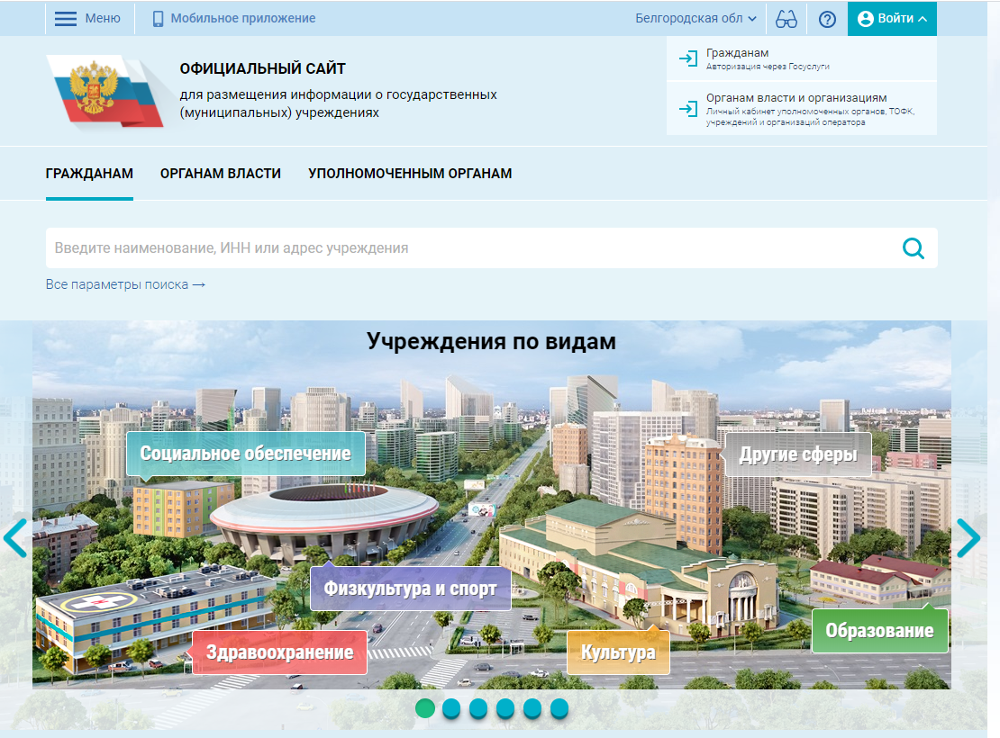 Меню
Мобильное приложение
Белгородская обл
Войти
Гражданам
Авторизация через Госуслуги
Органам власти и организациям
Личный кабинет уполномоченных органов, ТОФК,
учреждений и организаций оператора
ОФИЦИАЛЬНЫЙ САЙТ
для размещения информации о государственных
(муниципальных) учреждениях
ГРАЖДАНАМ
ОРГАНАМ ВЛАСТИ
УПОЛНОМОЧЕННЫМ ОРГАНАМ
Введите наименование, ИНН или адрес учреждения
Все параметры поиска →
Учреждения по видам
Социальное обеспечение
Другие сферы
Физкультура и спорт
Образование
Здравоохранение
Культура